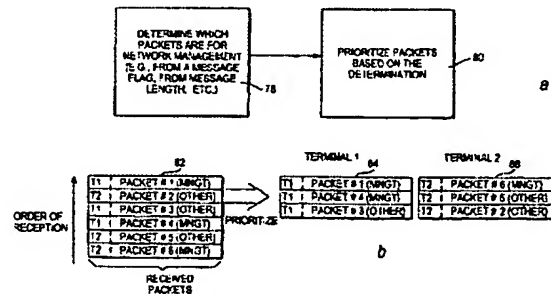 DETERMINE WHICH
PACKETS ARE FOR
NETWORK MANAGEMENT
(E.G., FROM A MESSAGE
FLAG, FROM MESSAGE
LENGTH, ETC.)
78
PRIORITIZE PACKETS
BASED ON THE
DETERMINATION
80
a
82
T1 PACKET # 1 (MNGT)
T2 PACKET # 2 (OTHER)
T1 PACKET # 3 (OTHER)
T1 PACKET # 4 (MNGT)
T2 PACKET # 5 (OTHER)
T2 PACKET # 6 (MNGT)
ORDER OF
RECEPTION
RECEIVED
PACKETS
PRIORITIZE
TERMINAL 1
84
T1 PACKET # 1 (MNGT)
T1 PACKET # 4 (MNGT)
T1 PACKET # 3 (OTHER)
TERMINAL 2
T2 PACKET # 6 (MNGT)
T2 PACKET # 5 (OTHER)
T2 PACKET # 2 (OTHER)
b